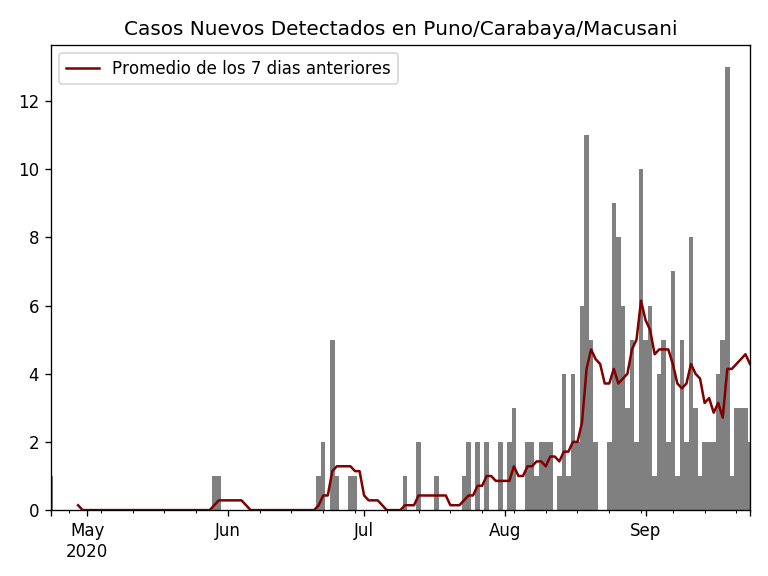 Casos Nuevos Detectados en Puno/Carabaya/Macusani
Promedio de los 7 dias anteriores
12
10
8
6
4
2
0
May Jun Jul Aug Sep
2020